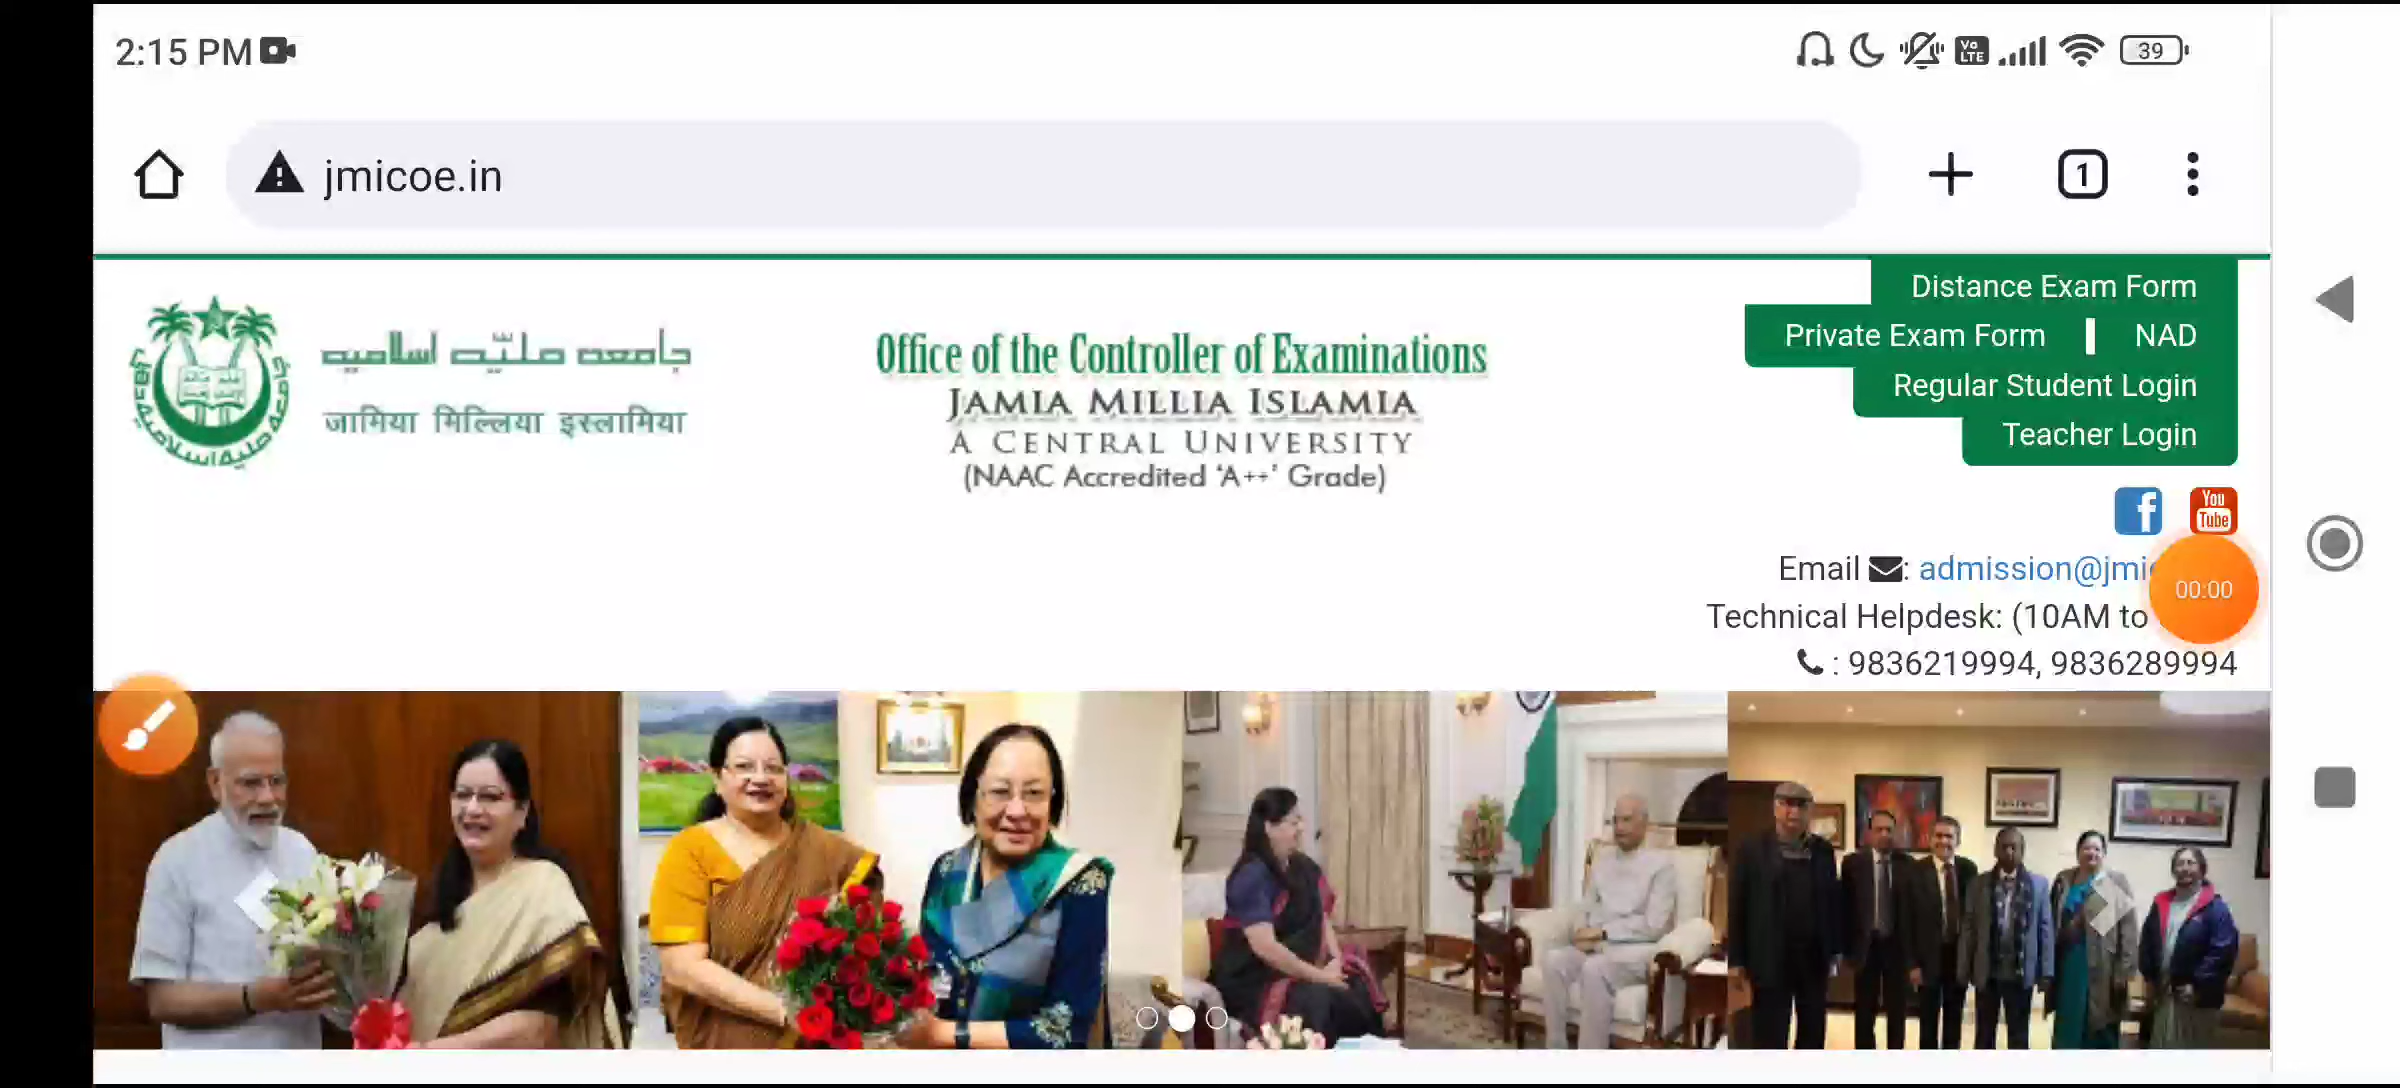 2:15 PM
Vo LTE
39
jmicoe.in
1
Distance Exam Form
Private Exam Form | NAD
Regular Student Login
Teacher Login
جامعہ ملیّہ اسلامیہ
जामिया मिल्लिया इस्लामिया
Office of the Controller of Examinations
JAMIA MILLIA ISLAMIA
A CENTRAL UNIVERSITY
(NAAC Accredited 'A++' Grade)
f
You Tube
Email : admission@jmi
00:00
Technical Helpdesk: (10AM to
: 9836219994, 9836289994